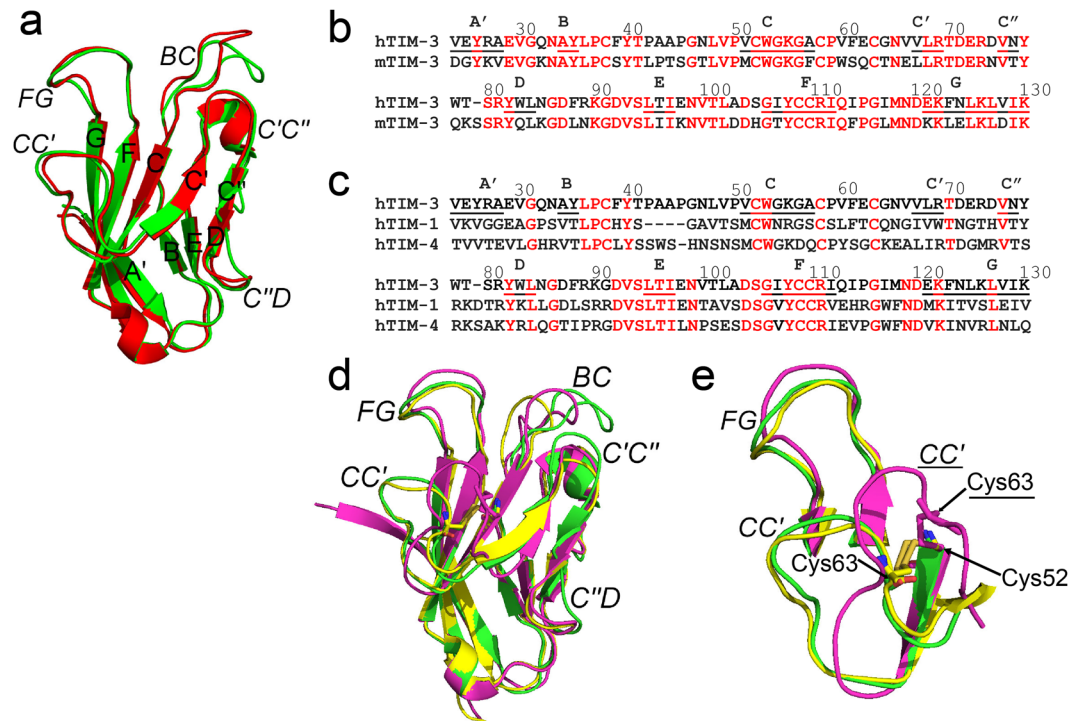 a
BC
FG
C'C''
CC'
G
F
C
C'
C''
B
E
D
A'
C''D
b
A' B C C' C''
30 40 50 60 70
hTIM-3 VEYRAEVGQNAYLPCFYTPAAPGNLVPVCWGKGACPVFECGNVVLRTDERDVNY
mTIM-3 DGYKVEVGKNAYLPCSYTLPTSGTLVPMCWGKGFCPWSQCTNELLRTDERNVTY
D E F G
80 90 100 110 120 130
hTIM-3 WT-SRYWLNGDFRKGDVSLTIENVTLADSGIYCCRIQIPGIMNDEKFNLKLVIK
mTIM-3 QKSSRYQLKGDLNKGDVSLIIKNVTLDDHGTYCCRIQFPGLMNDKKLELKLDIK
c
A' B C C' C''
30 40 50 60 70
hTIM-3 VEYRAEVGQNAYLPCFYTPAAPGNLVPVCWGKGACPVFECGNVVLRTDERDVNY
hTIM-1 VKVGGEAGPSVTLPCHYS----GAVTSMCWNRGSCSLFTCQNGIVWTNGTHVTY
hTIM-4 TVVTEVLGHRVTLPCLYSSWS-HNSNSMCWGKDQCPYSGCKEALIRTDGMRVTS
D E F G
80 90 100 110 120 130
hTIM-3 WT-SRYWLNGDFRKGDVSLTIENVTLADSGIYCCRIQIPGIMNDEKFNLKLVIK
hTIM-1 RKDTRYKLLGDLSRRDVSLTIENTAVSDSGVYCCRVEHRGWFNDMKITVSLEIV
hTIM-4 RKSAKYRLQGTIPRGDVSLTILNPSESDSGVYCCRIEVPGWFNDVKINVRLNLQ
d
BC
FG
C'C''
CC'
C''D
e
FG
CC'
Cys63
CC'
Cys63
Cys52